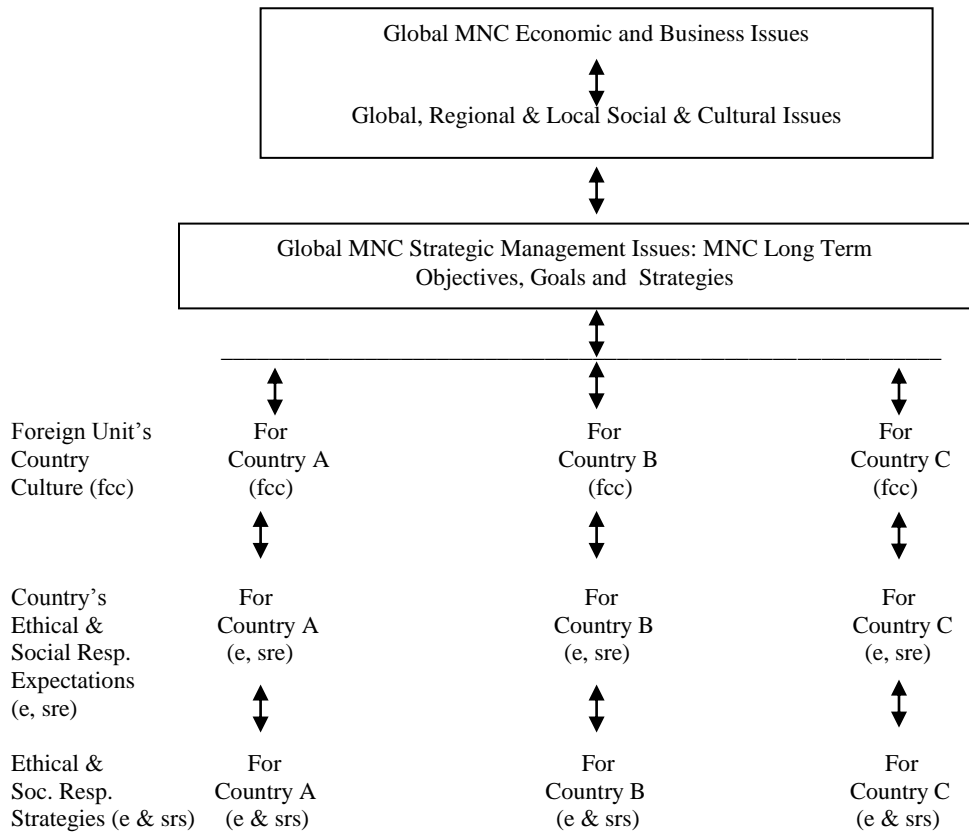 Global MNC Economic and Business Issues
Global, Regional & Local Social & Cultural Issues
Global MNC Strategic Management Issues: MNC Long Term
Objectives, Goals and Strategies
Foreign Unit’s For For For
Country Country A Country B Country C
Culture (fcc) (fcc) (fcc) (fcc)
Country’s For For For
Ethical & Country A Country B Country C
Social Resp. (e, sre) (e, sre) (e, sre)
Expectations
(e, sre)
Ethical & For For For
Soc. Resp. Country A Country B Country C
Strategies (e & srs) (e & srs) (e & srs) (e & srs)